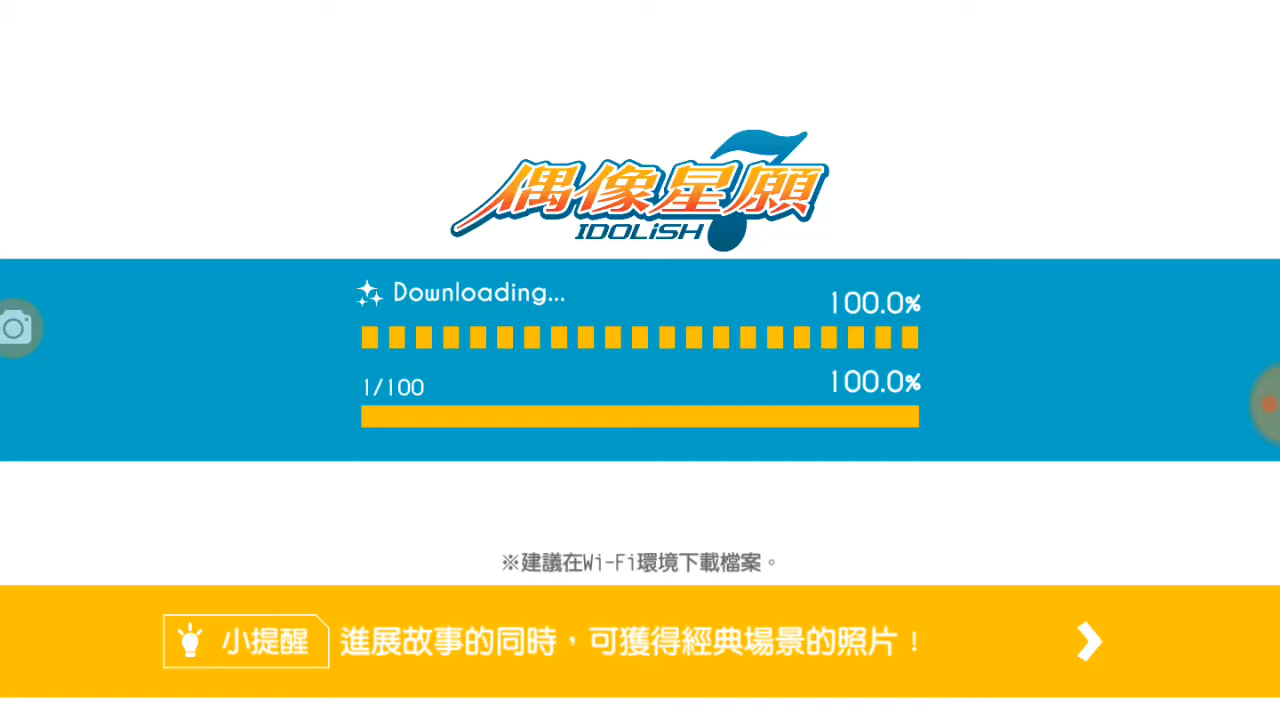 偶像星願
IDOLiSH7
Downloading...
100.0%
1/100
100.0%
※建議在Wi-Fi環境下載檔案。
小提醒
進展故事的同時，可獲得經典場景的照片！